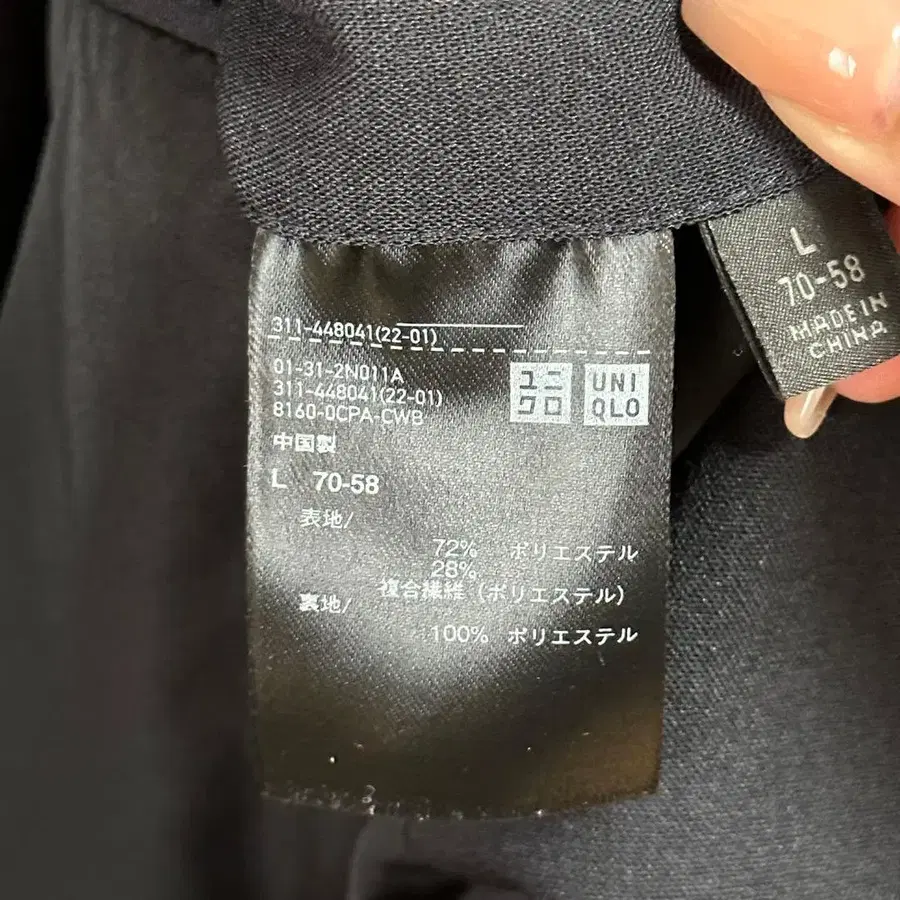 311-448041(22-01)
01-31-2N011A
311-448041(22-01)
8160-0CPA-CWB
ユニ
クロ
UNI
QLO
中国製
L 70-58
表地/
72% ポリエステル
28%
複合繊維(ポリエステル)
裏地/
100% ポリエステル
L
70-58
MADE IN
CHINA